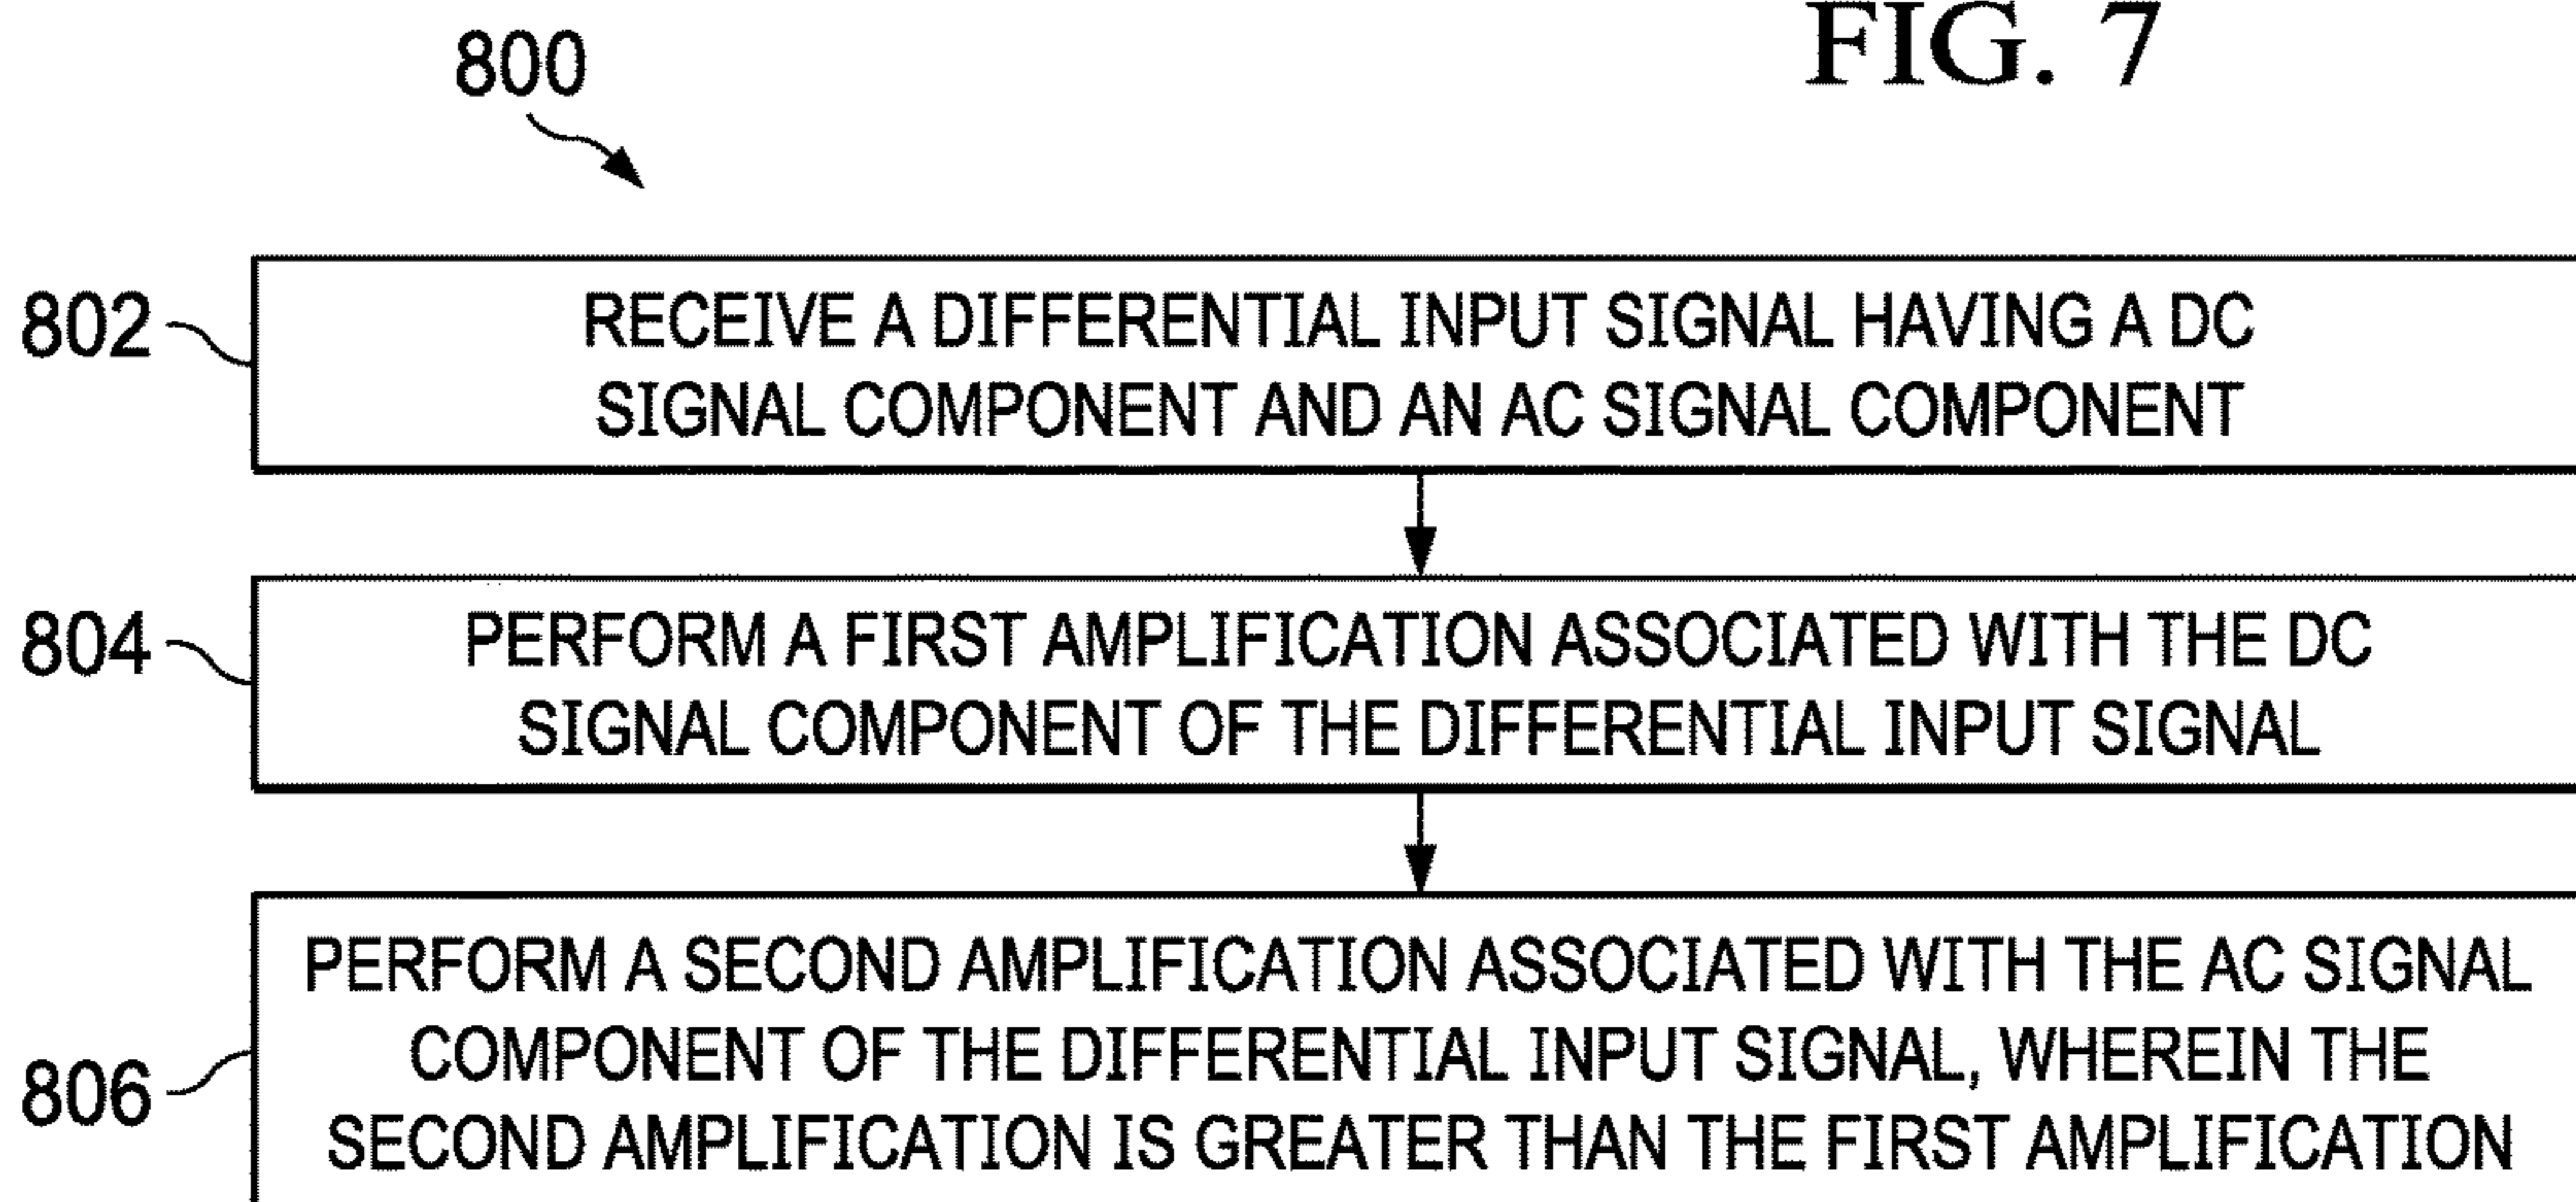 FIG. 7
800
802
RECEIVE A DIFFERENTIAL INPUT SIGNAL HAVING A DC
SIGNAL COMPONENT AND AN AC SIGNAL COMPONENT
804
PERFORM A FIRST AMPLIFICATION ASSOCIATED WITH THE DC
SIGNAL COMPONENT OF THE DIFFERENTIAL INPUT SIGNAL
806
PERFORM A SECOND AMPLIFICATION ASSOCIATED WITH THE AC SIGNAL
COMPONENT OF THE DIFFERENTIAL INPUT SIGNAL, WHEREIN THE
SECOND AMPLIFICATION IS GREATER THAN THE FIRST AMPLIFICATION